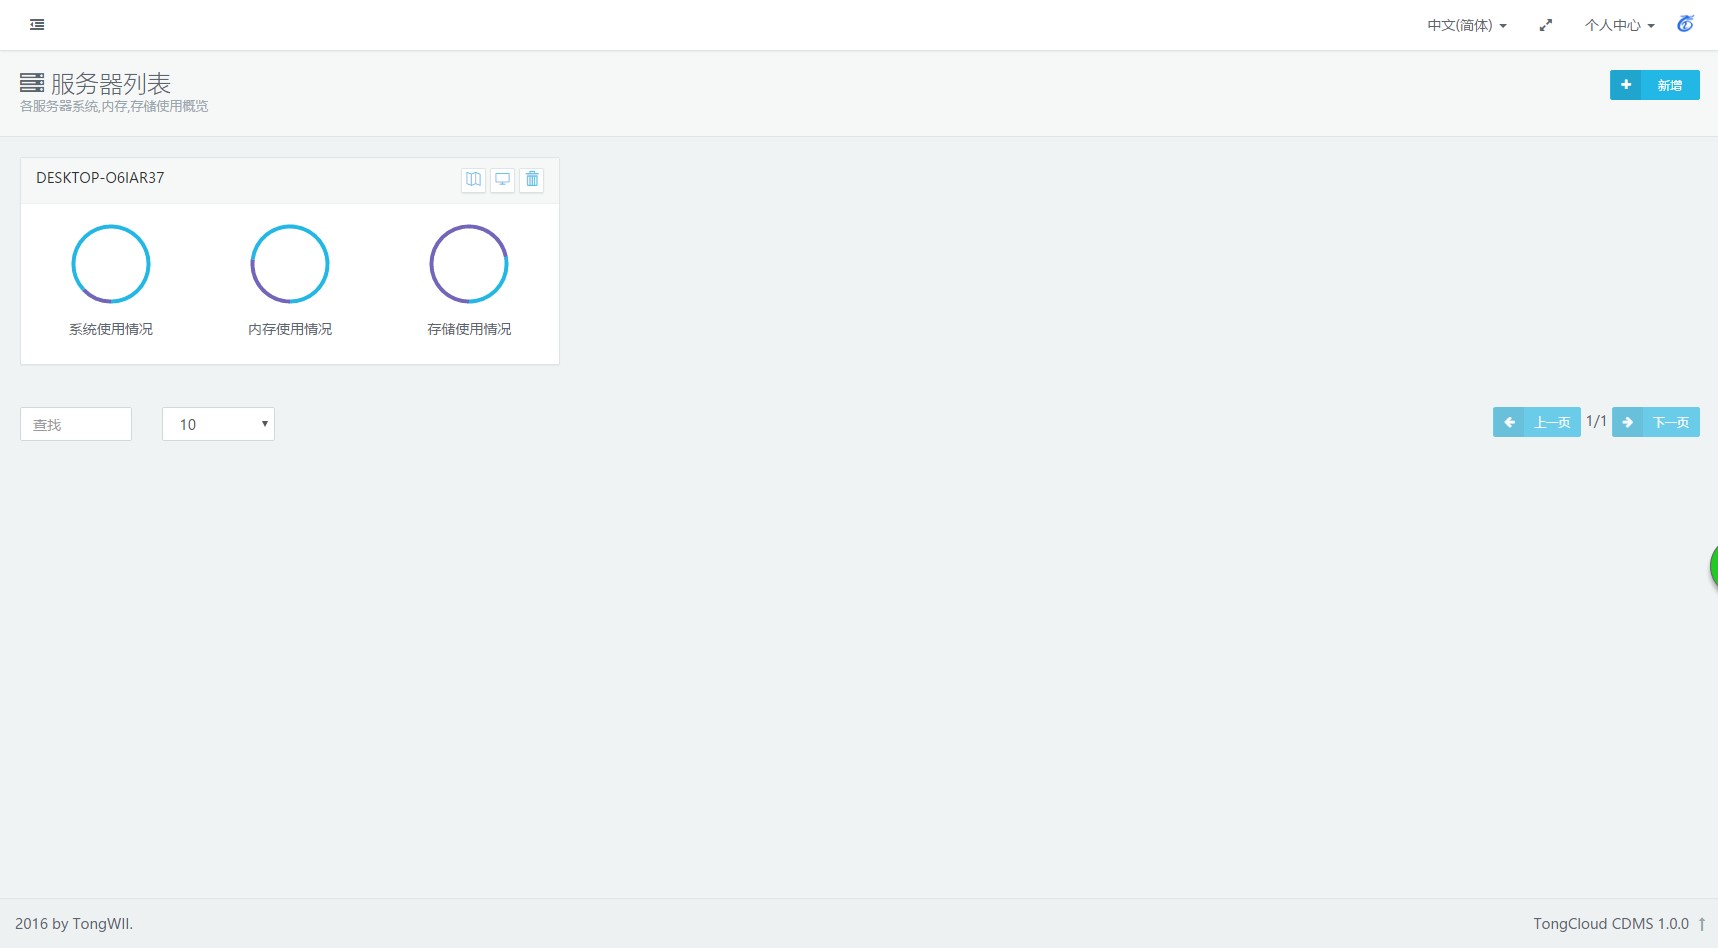 中文(简体) 个人中心
服务器列表
各服务器系统,内存,存储使用概览
新增
DESKTOP-O6IAR37
系统使用情况 内存使用情况 存储使用情况
查找 10 上一页 1/1 下一页
2016 by TongWII. TongCloud CDMS 1.0.0